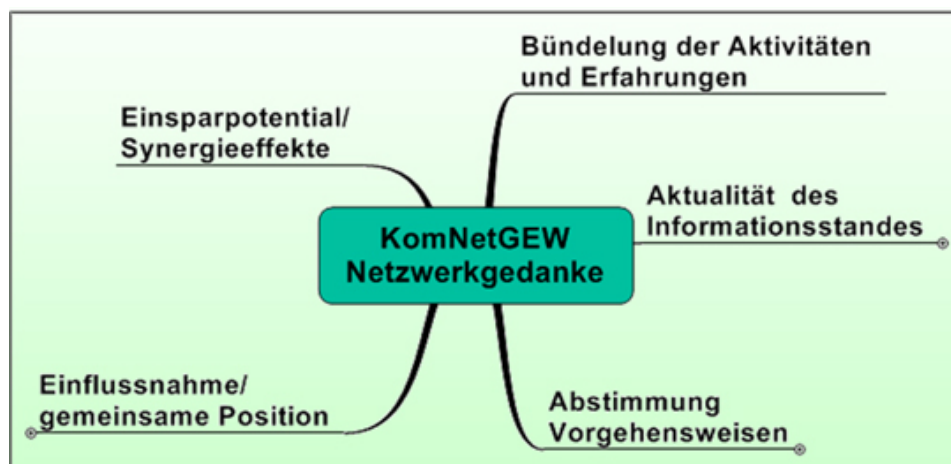 Bündelung der Aktivitäten
und Erfahrungen
Einsparpotential/
Synergieeffekte
Aktualität des
Informationsstandes
KomNetGEW
Netzwerkgedanke
Einflussnahme/
gemeinsame Position
Abstimmung
Vorgehensweisen